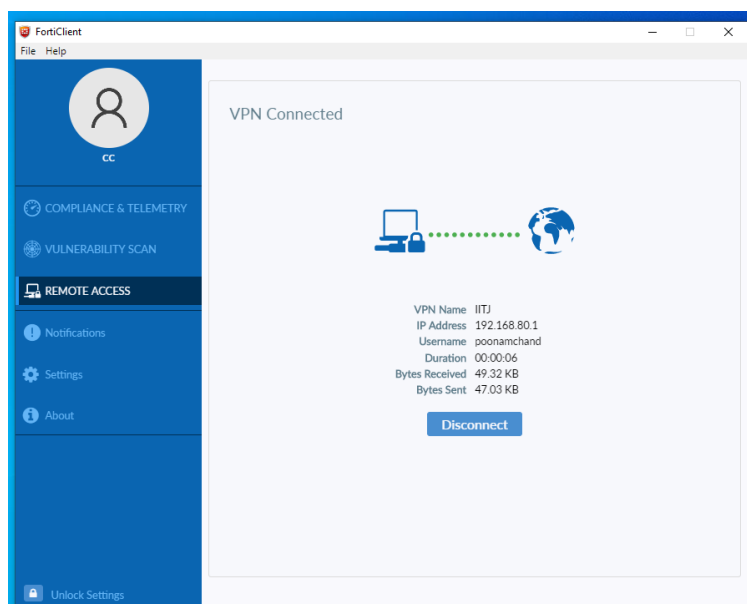 FortiClient
File Help
CC
COMPLIANCE & TELEMETRY
VULNERABILITY SCAN
REMOTE ACCESS
Notifications
Settings
About
Unlock Settings
VPN Connected
VPN Name IITJ
IP Address 192.168.80.1
Username poonamchand
Duration 00:00:06
Bytes Received 49.32 KB
Bytes Sent 47.03 KB
Disconnect